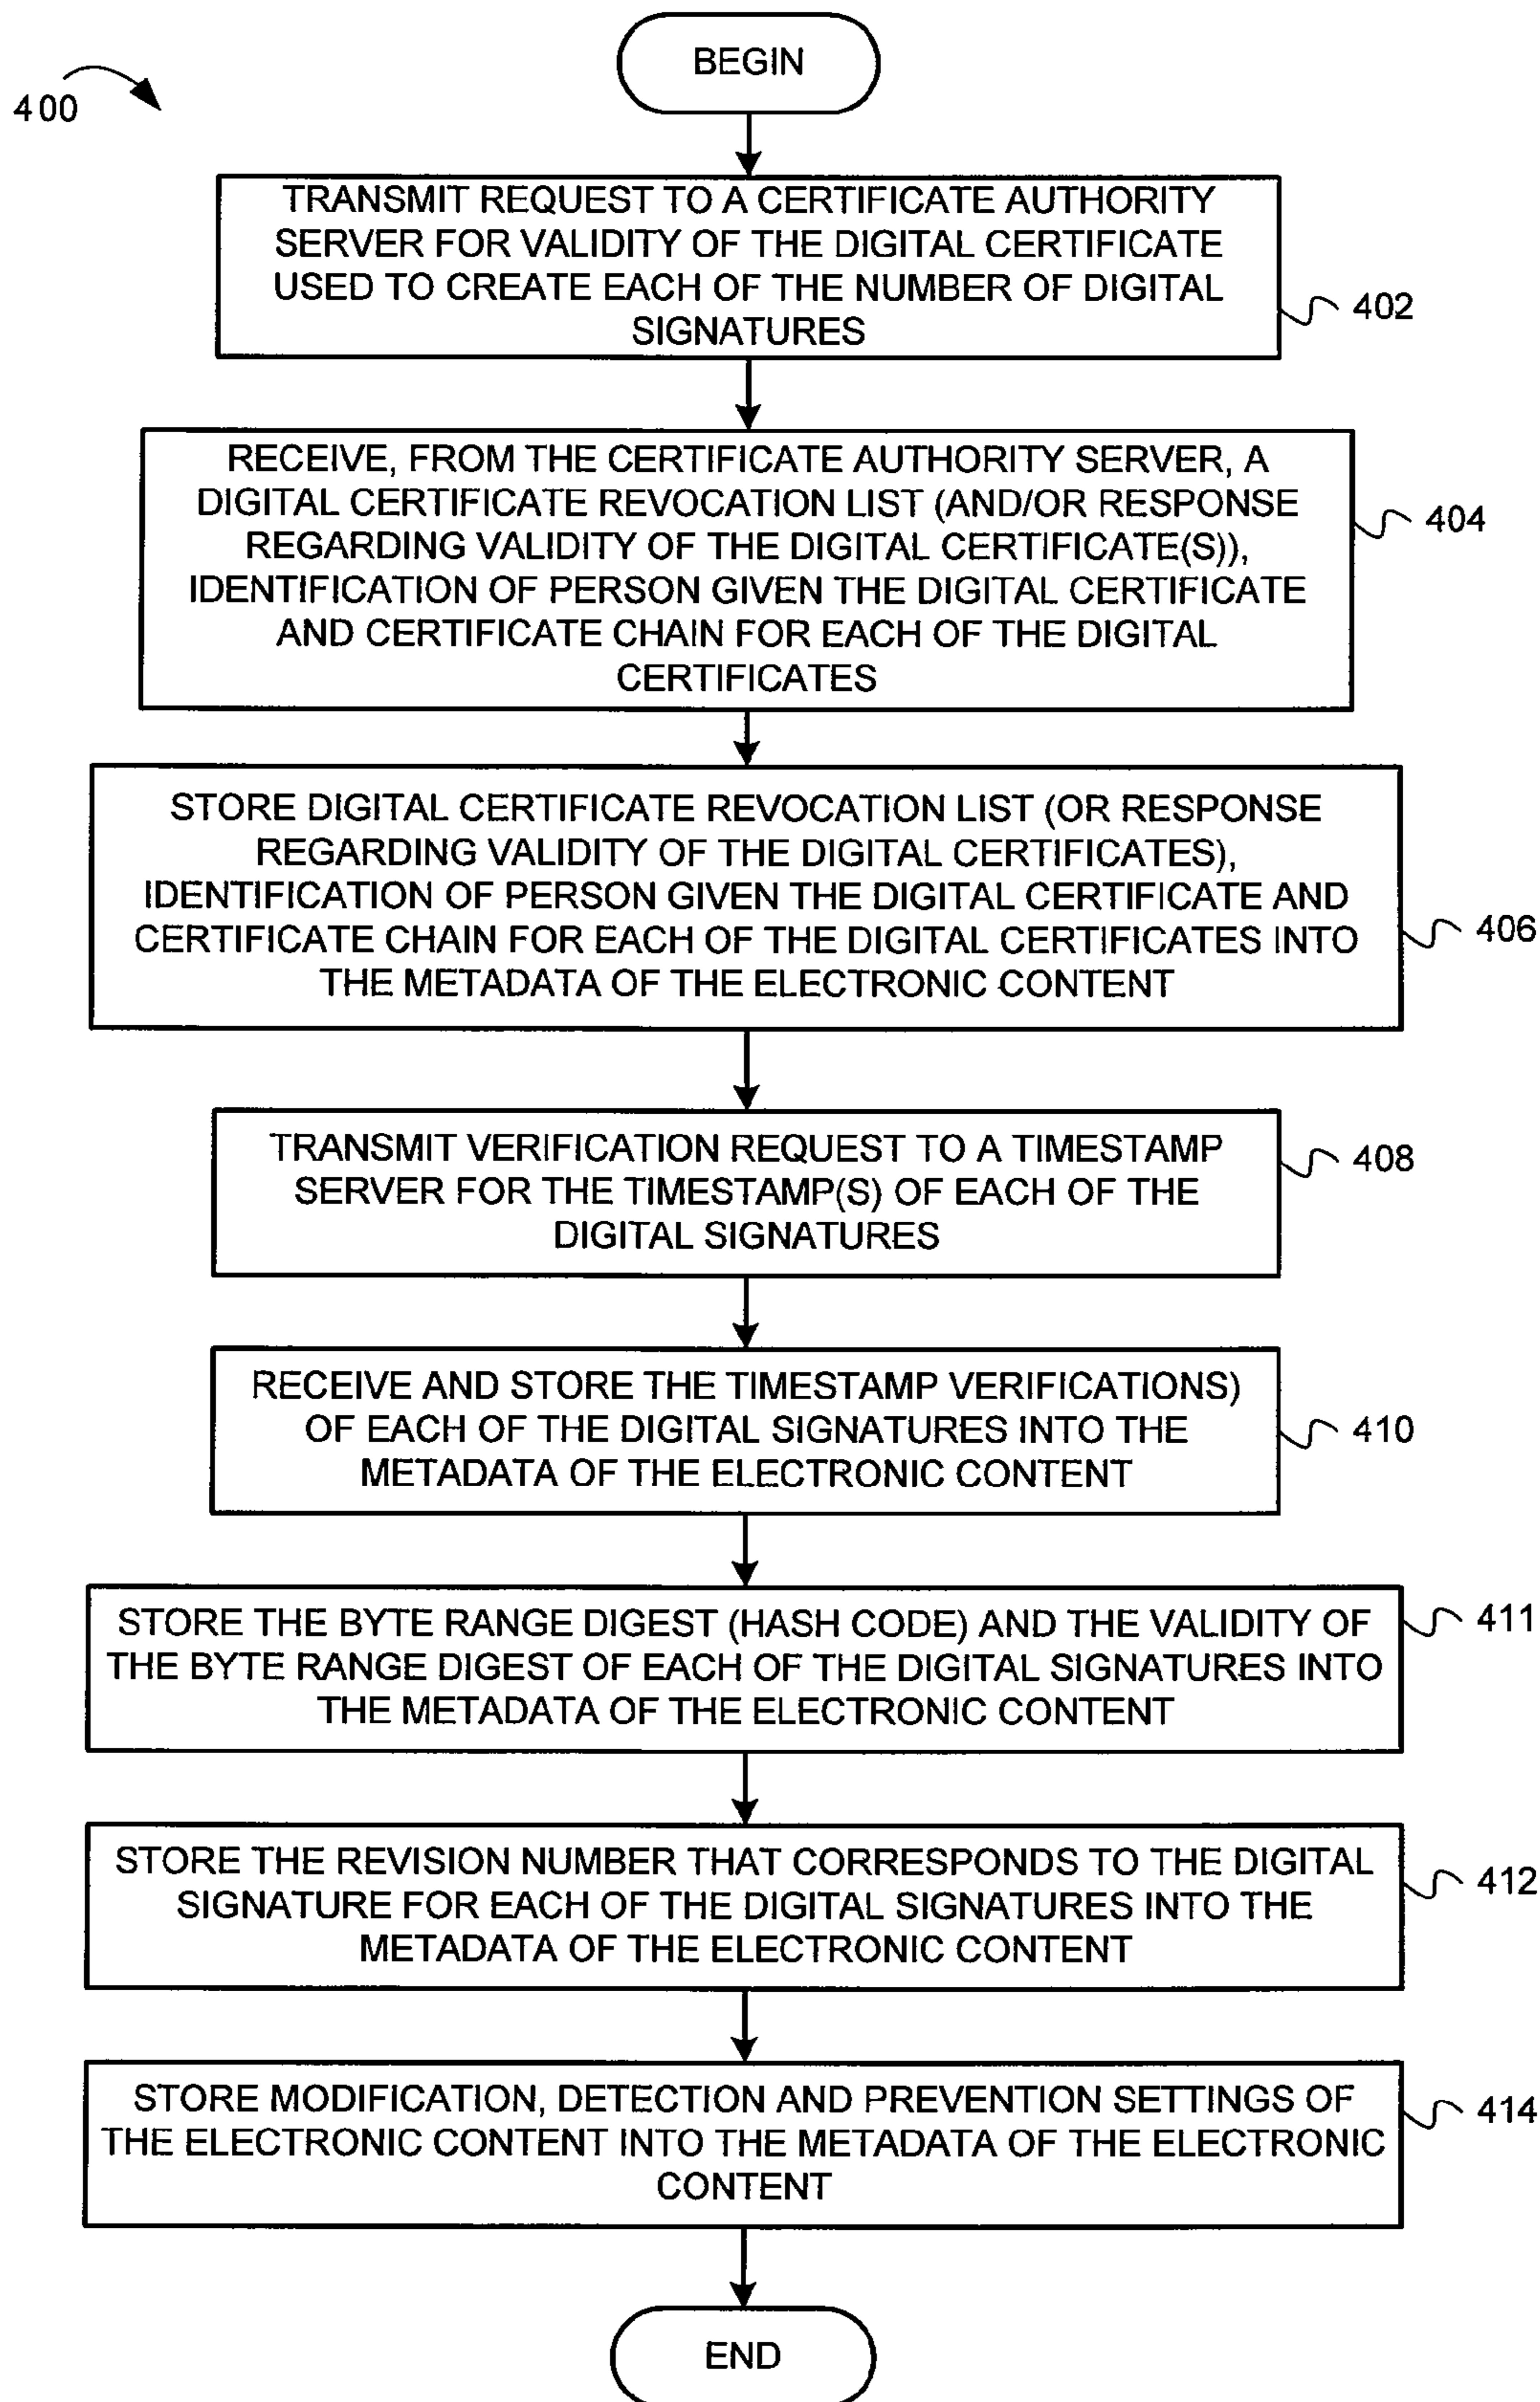 BEGIN
400
TRANSMIT REQUEST TO A CERTIFICATE AUTHORITY
SERVER FOR VALIDITY OF THE DIGITAL CERTIFICATE
USED TO CREATE EACH OF THE NUMBER OF DIGITAL
SIGNATURES
402
RECEIVE, FROM THE CERTIFICATE AUTHORITY SERVER, A
DIGITAL CERTIFICATE REVOCATION LIST (AND/OR RESPONSE
REGARDING VALIDITY OF THE DIGITAL CERTIFICATE(S)),
IDENTIFICATION OF PERSON GIVEN THE DIGITAL CERTIFICATE
AND CERTIFICATE CHAIN FOR EACH OF THE DIGITAL
CERTIFICATES
404
STORE DIGITAL CERTIFICATE REVOCATION LIST (OR RESPONSE
REGARDING VALIDITY OF THE DIGITAL CERTIFICATES),
IDENTIFICATION OF PERSON GIVEN THE DIGITAL CERTIFICATE AND
CERTIFICATE CHAIN FOR EACH OF THE DIGITAL CERTIFICATES INTO
THE METADATA OF THE ELECTRONIC CONTENT
406
TRANSMIT VERIFICATION REQUEST TO A TIMESTAMP
SERVER FOR THE TIMESTAMP(S) OF EACH OF THE
DIGITAL SIGNATURES
408
RECEIVE AND STORE THE TIMESTAMP VERIFICATIONS)
OF EACH OF THE DIGITAL SIGNATURES INTO THE
METADATA OF THE ELECTRONIC CONTENT
410
STORE THE BYTE RANGE DIGEST (HASH CODE) AND THE VALIDITY OF
THE BYTE RANGE DIGEST OF EACH OF THE DIGITAL SIGNATURES INTO
THE METADATA OF THE ELECTRONIC CONTENT
411
STORE THE REVISION NUMBER THAT CORRESPONDS TO THE DIGITAL
SIGNATURE FOR EACH OF THE DIGITAL SIGNATURES INTO THE
METADATA OF THE ELECTRONIC CONTENT
412
STORE MODIFICATION, DETECTION AND PREVENTION SETTINGS OF
THE ELECTRONIC CONTENT INTO THE METADATA OF THE ELECTRONIC
CONTENT
414
END